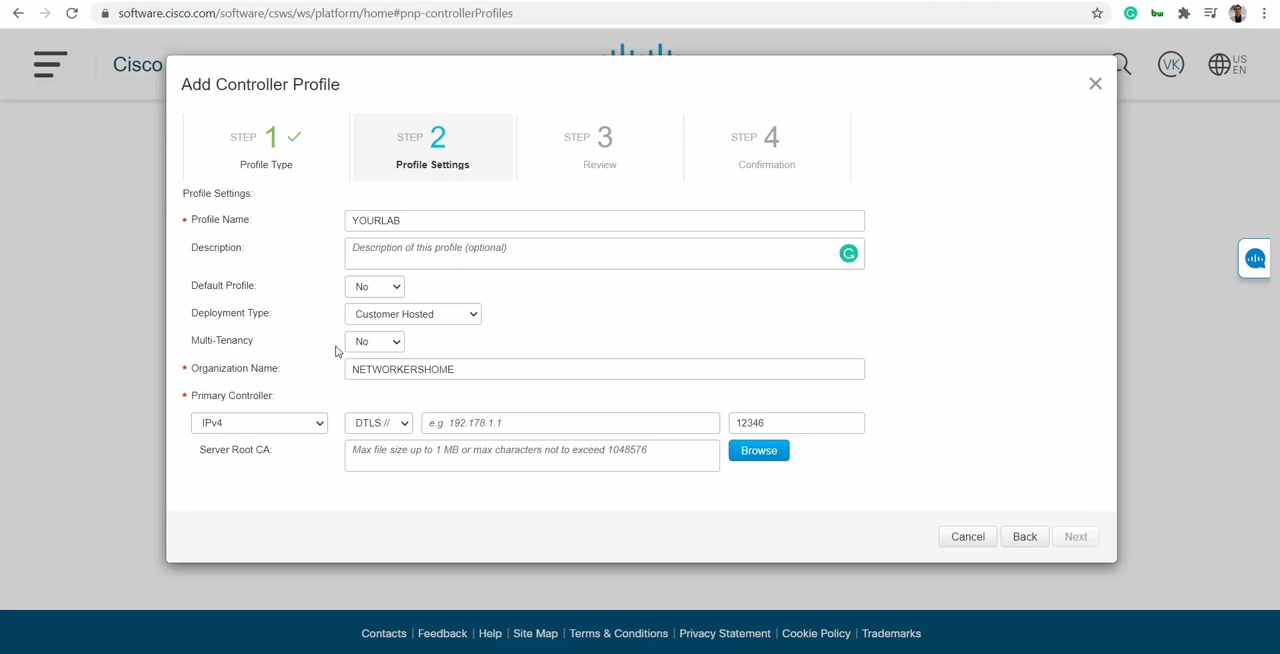 software.cisco.com/software/csws/ws/platform/home#pnp-controllerProfiles
bw
Cisco
VK
US
EN
Add Controller Profile
STEP 1
Profile Type
STEP 2
Profile Settings
STEP 3
Review
STEP 4
Confirmation
Profile Settings:
* Profile Name:
YOURLAB
Description:
Description of this profile (optional)
Default Profile:
No
Deployment Type:
Customer Hosted
Multi-Tenancy
No
* Organization Name:
NETWORKERSHOME
* Primary Controller:
IPv4
DTLS://
e.g. 192.178.1.1
12346
Server Root CA:
Max file size up to 1 MB or max characters not to exceed 1048576
Browse
Cancel
Back
Next
Contacts | Feedback | Help | Site Map | Terms & Conditions | Privacy Statement | Cookie Policy | Trademarks